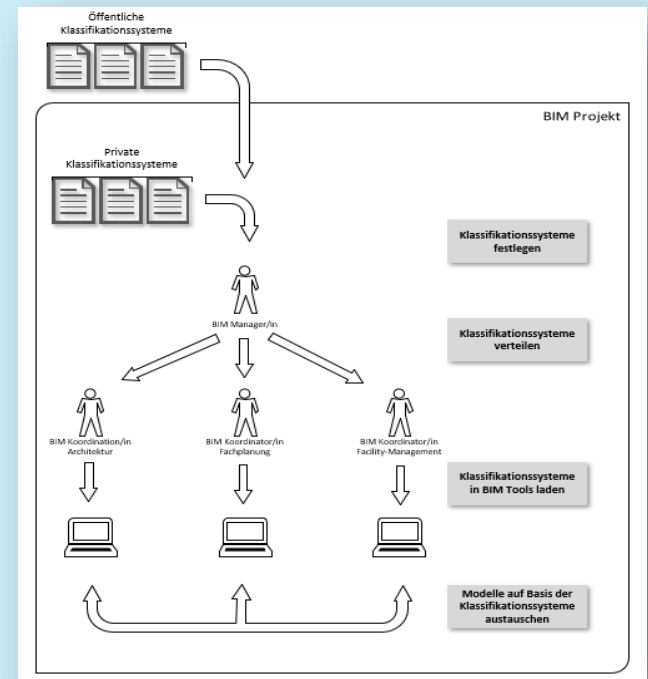 Öffentliche
Klassifikationssysteme
BIM Projekt
Private
Klassifikationssysteme
Klassifikationssysteme
festlegen
BIM Manager/in
Klassifikationssysteme
verteilen
BIM Koordination/in
Architektur
BIM Koordinator/in
Fachplanung
BIM Koordinator/in
Facility-Management
Klassifikationssysteme
in BIM Tools laden
Modelle auf Basis der
Klassifikationssysteme
austauschen